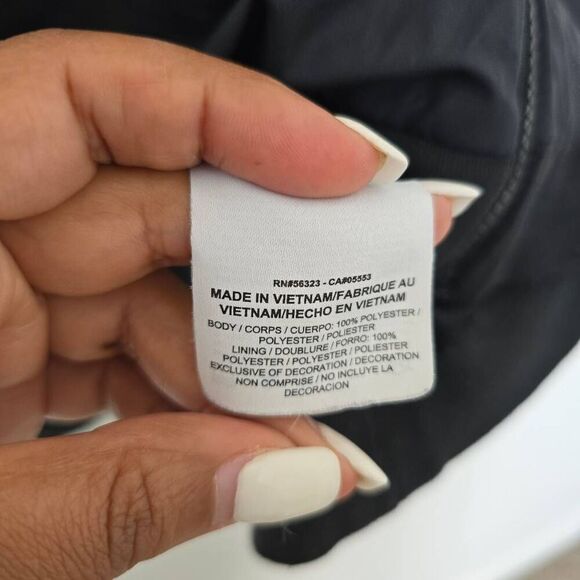 RN#56323 - CA#05553
MADE IN VIETNAM/FABRIQUE AU
VIETNAM/HECHO EN VIETNAM
BODY / CORPS / CUERPO: 100% POLYESTER /
POLYESTER / POLIESTER
LINING / DOUBLURE / FORRO: 100%
POLYESTER / POLYESTER / POLIESTER
EXCLUSIVE OF DECORATION / DECORATION
NON COMPRISE / NO INCLUYE LA
DECORACION